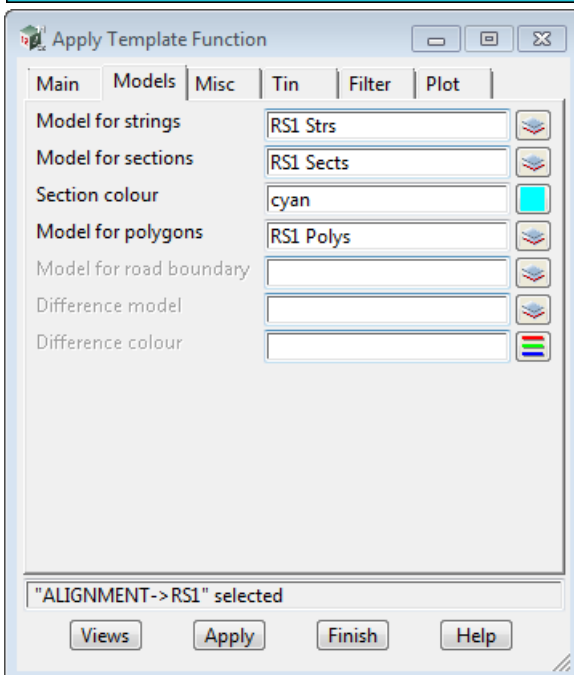 Apply Template Function
Main Models Misc Tin Filter Plot
Model for strings RS1 Strs
Model for sections RS1 Sects
Section colour cyan
Model for polygons RS1 Polys
Model for road boundary
Difference model
Difference colour
"ALIGNMENT->RS1" selected
Views Apply Finish Help